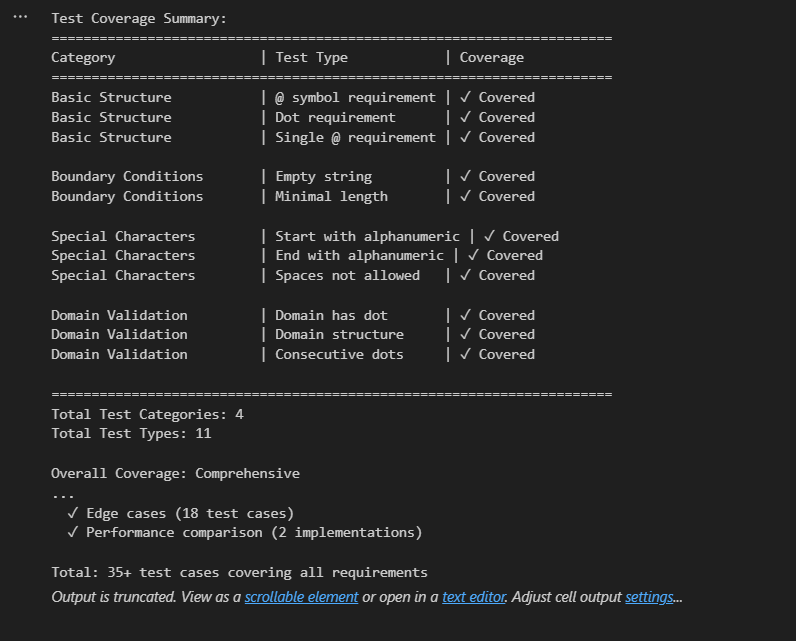 Test Coverage Summary:
======================================================================
Category                  | Test Type            | Coverage
======================================================================
Basic Structure           | @ symbol requirement | ✓ Covered
Basic Structure           | Dot requirement      | ✓ Covered
Basic Structure           | Single @ requirement | ✓ Covered

Boundary Conditions       | Empty string         | ✓ Covered
Boundary Conditions       | Minimal length       | ✓ Covered

Special Characters        | Start with alphanumeric | ✓ Covered
Special Characters        | End with alphanumeric | ✓ Covered
Special Characters        | Spaces not allowed   | ✓ Covered

Domain Validation         | Domain has dot       | ✓ Covered
Domain Validation         | Domain structure     | ✓ Covered
Domain Validation         | Consecutive dots     | ✓ Covered

======================================================================
Total Test Categories: 4
Total Test Types: 11

Overall Coverage: Comprehensive
...
  ✓ Edge cases (18 test cases)
  ✓ Performance comparison (2 implementations)

Total: 35+ test cases covering all requirements
Output is truncated. View as a scrollable element or open in a text editor. Adjust cell output settings...